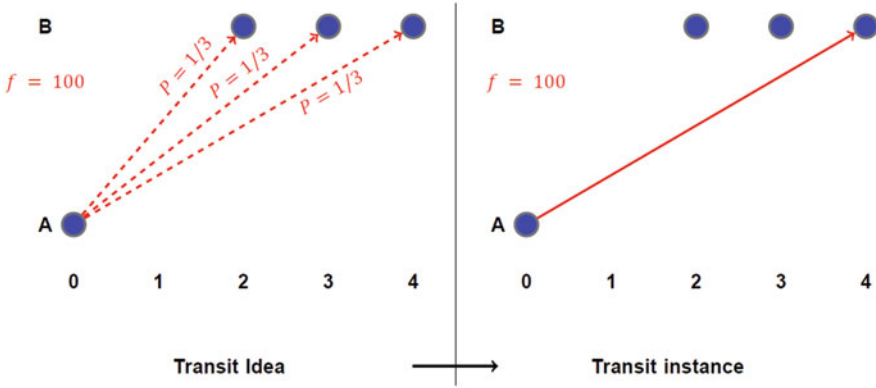 B
f = 100
P = 1/3
P = 1/3
P = 1/3
A
0 1 2 3 4
Transit Idea
B
f = 100
A
0 1 2 3 4
Transit instance